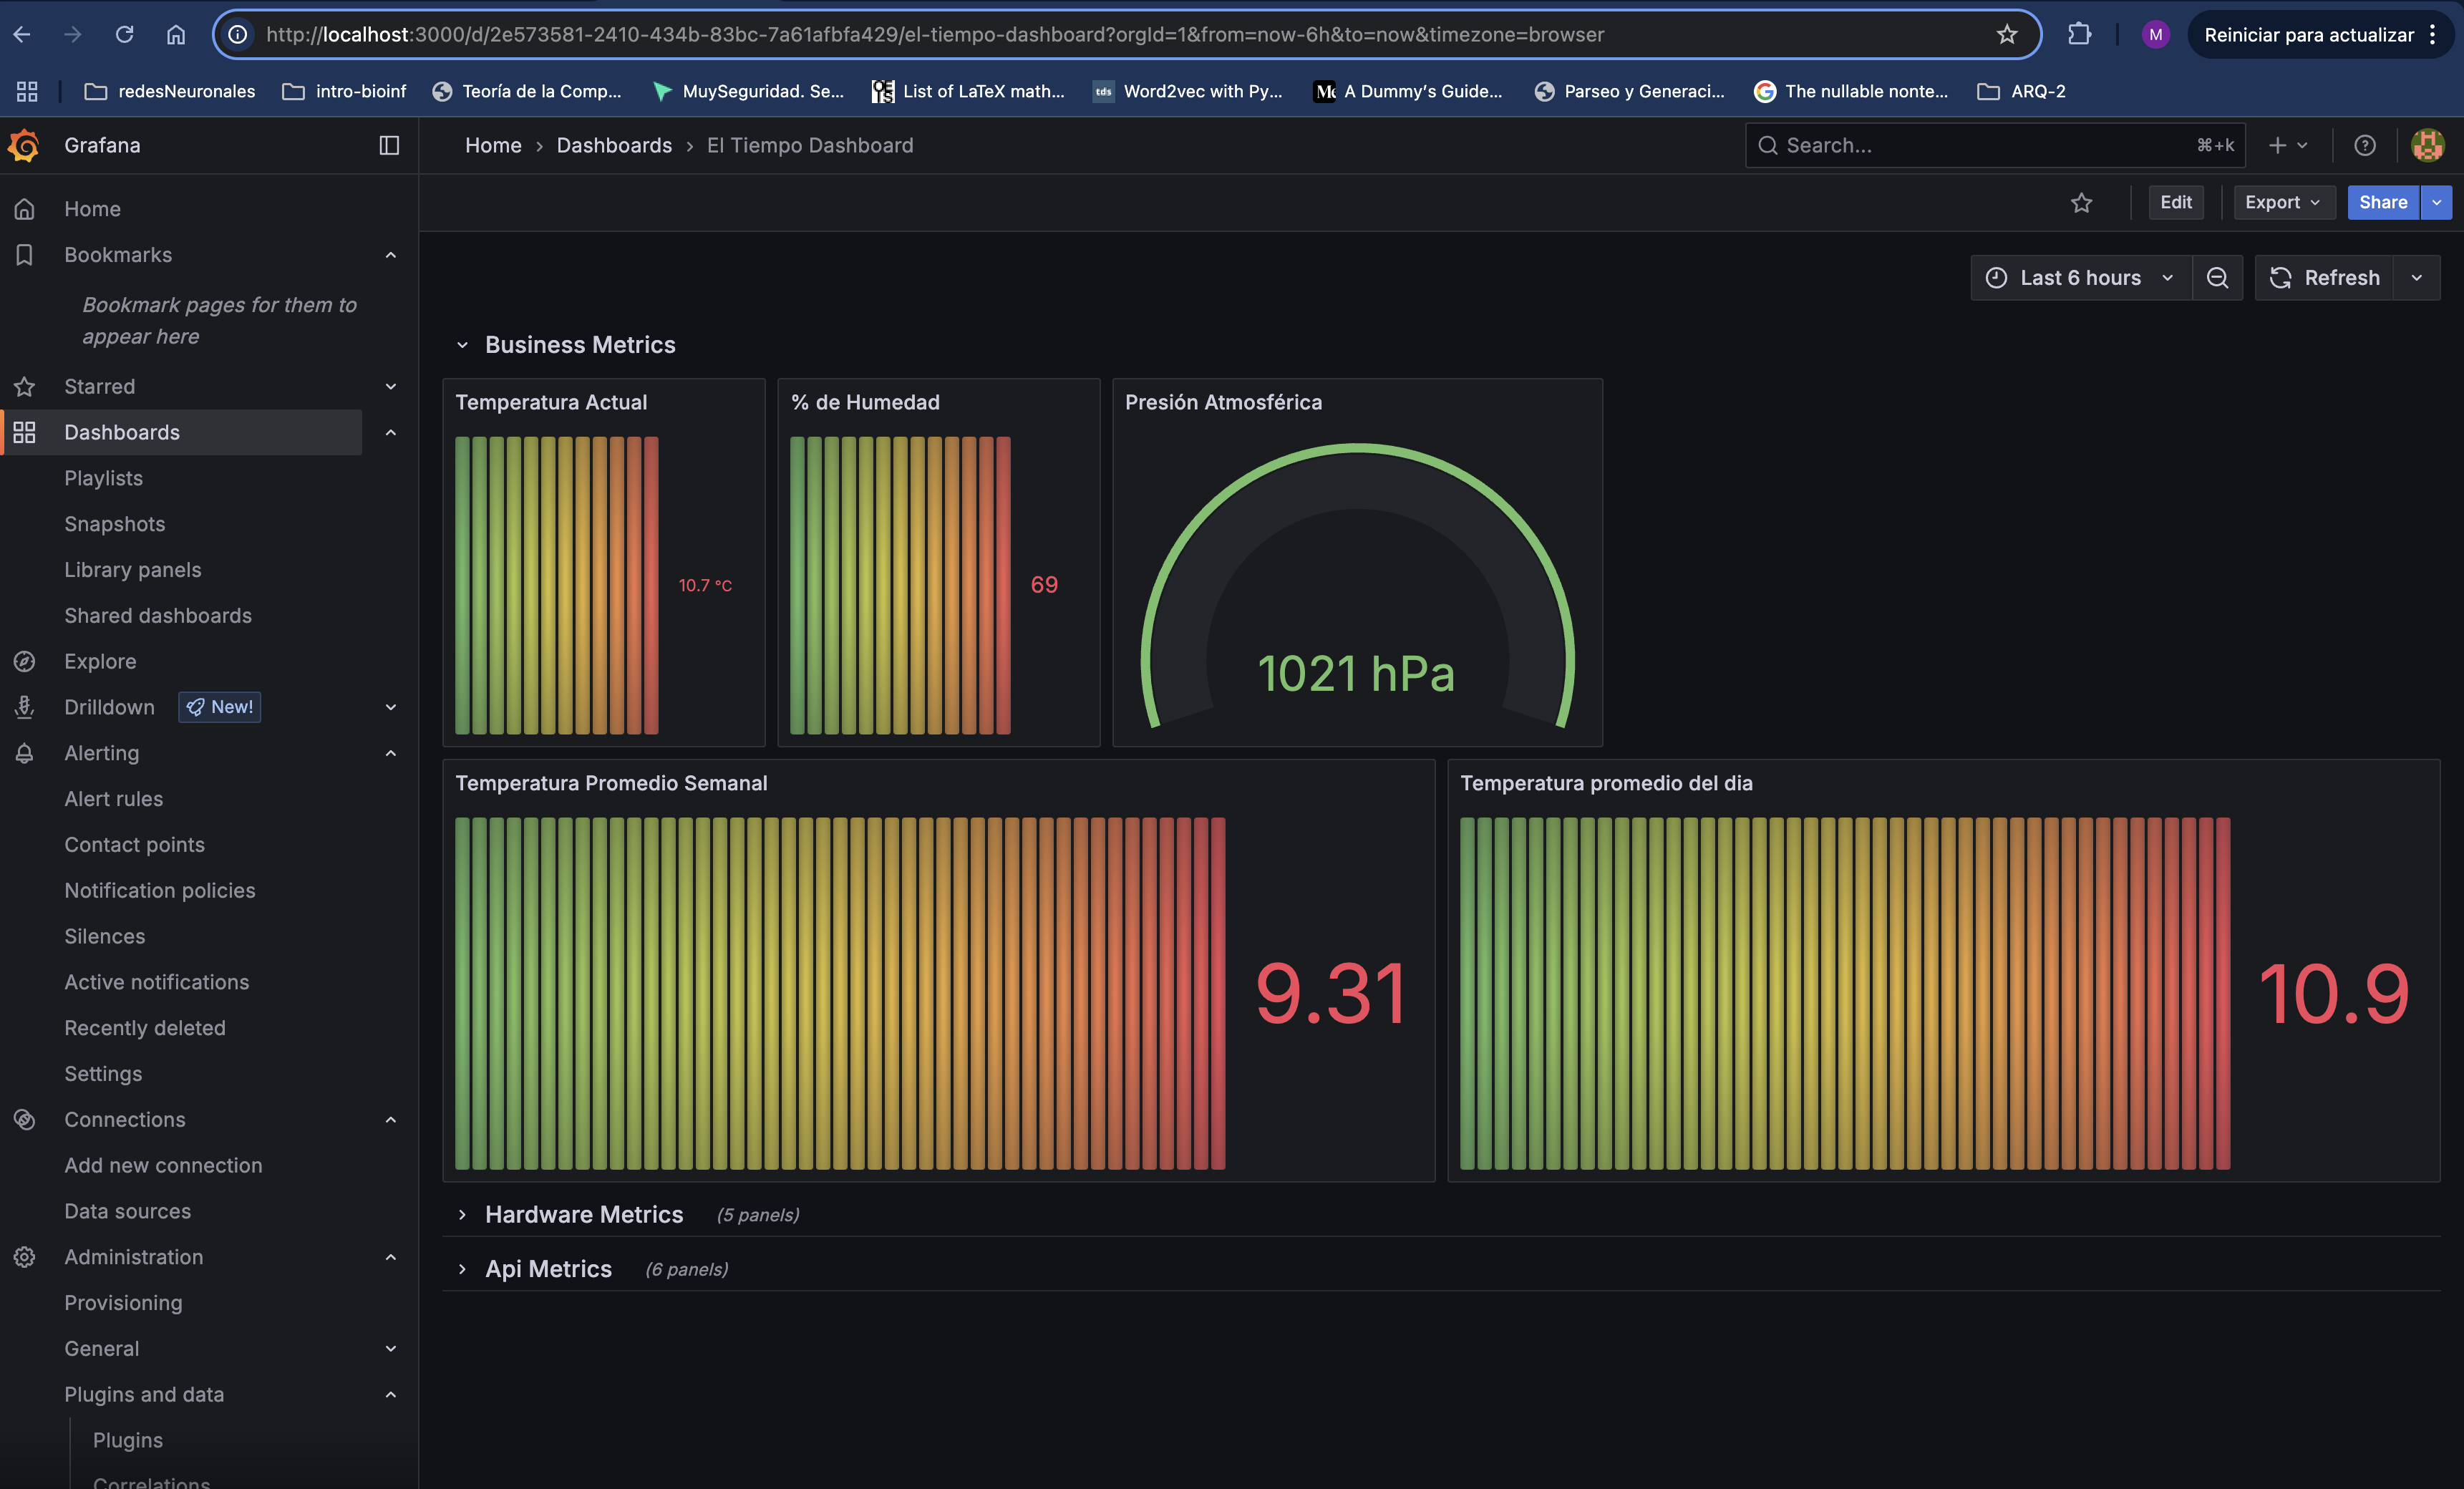 http://localhost:3000/d/2e573581-2410-434b-83bc-7a61afbfa429/el-tiempo-dashboard?orgId=1&from=now-6h&to=now&timezone=browser
M
Reiniciar para actualizar
redesNeuronales
intro-bioinf
Teoría de la Comp...
MuySeguridad. Se...
List of LaTeX math...
tds
Word2vec with Py...
A Dummy's Guide...
Parseo y Generaci...
The nullable nonte...
ARQ-2
Grafana
Home › Dashboards › El Tiempo Dashboard
Search...
⌘+k
Edit
Export
Share
Home
Bookmarks
Bookmark pages for them to
appear here
Starred
Dashboards
Playlists
Snapshots
Library panels
Shared dashboards
Explore
Drilldown
New!
Alerting
Alert rules
Contact points
Notification policies
Silences
Active notifications
Recently deleted
Settings
Connections
Add new connection
Data sources
Administration
Provisioning
General
Plugins and data
Plugins
Correlations
Last 6 hours
Refresh
Business Metrics
Temperatura Actual
10.7 °C
% de Humedad
69
Presión Atmosférica
1021 hPa
Temperatura Promedio Semanal
9.31
Temperatura promedio del dia
10.9
Hardware Metrics (5 panels)
Api Metrics (6 panels)